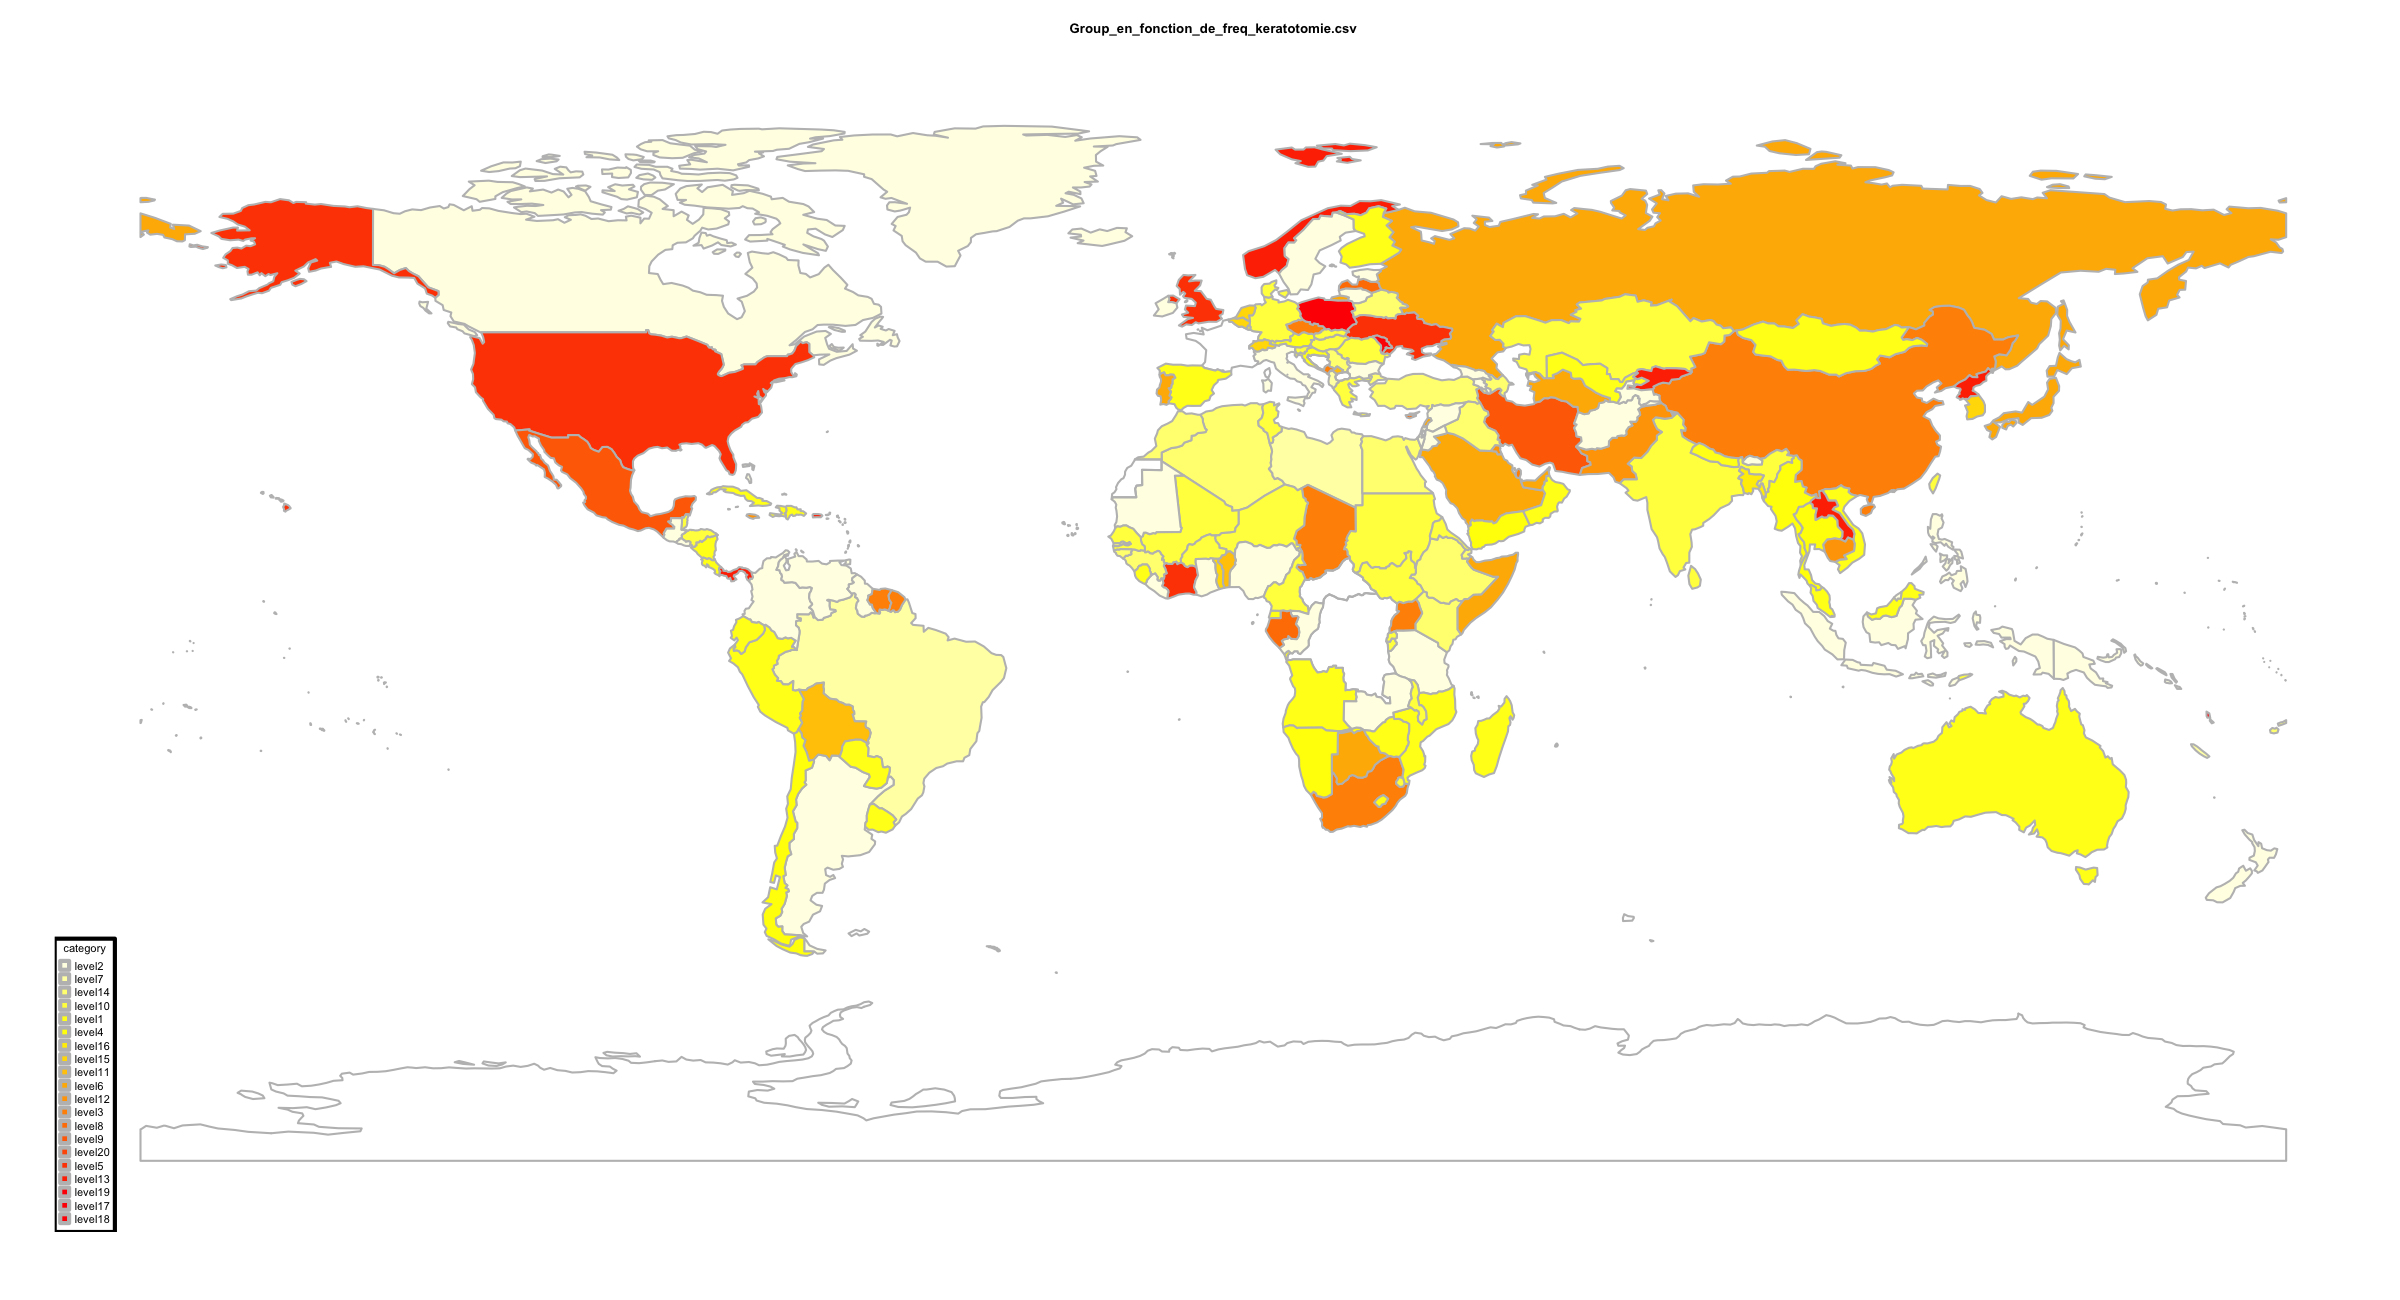 Group_en_fonction_de_freq_keratotomie.csv
category
level2
level7
level14
level10
level1
level4
level16
level15
level11
level6
level12
level3
level8
level9
level20
level5
level13
level19
level17
level18